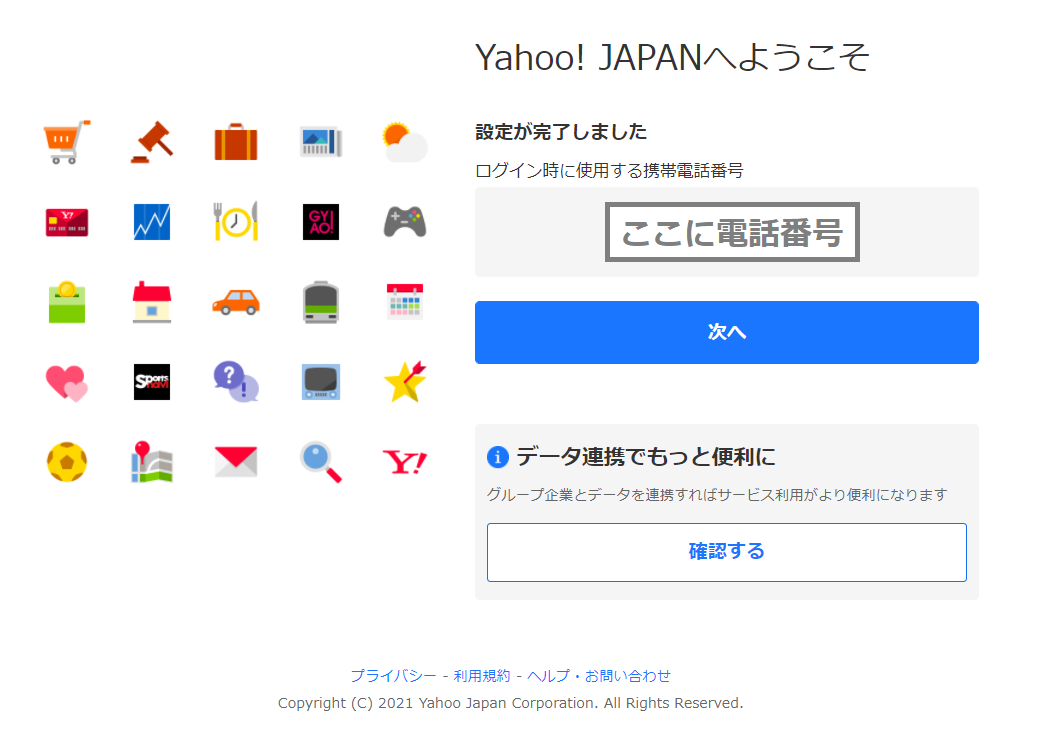 Yahoo! JAPANへようこそ
設定が完了しました
ログイン時に使用する携帯電話番号
ここに電話番号
次へ
Y!
GY
AO!
Sports
navi
?
!
Y!
i データ連携でもっと便利に
グループ企業とデータを連携すればサービス利用がより便利になります
確認する
プライバシー - 利用規約 - ヘルプ・お問い合わせ
Copyright (C) 2021 Yahoo Japan Corporation. All Rights Reserved.